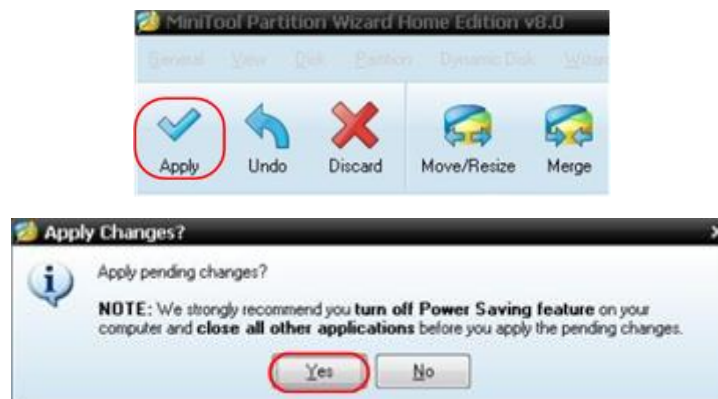 MiniTool Partition Wizard Home Edition v8.0
General View Disk Partition Dynamic Disk
Apply Undo Discard Move/Resize Merge
Apply Changes?
Apply pending changes?
NOTE: We strongly recommend you turn off Power Saving feature on your
computer and close all other applications before you apply the pending changes.
Yes No